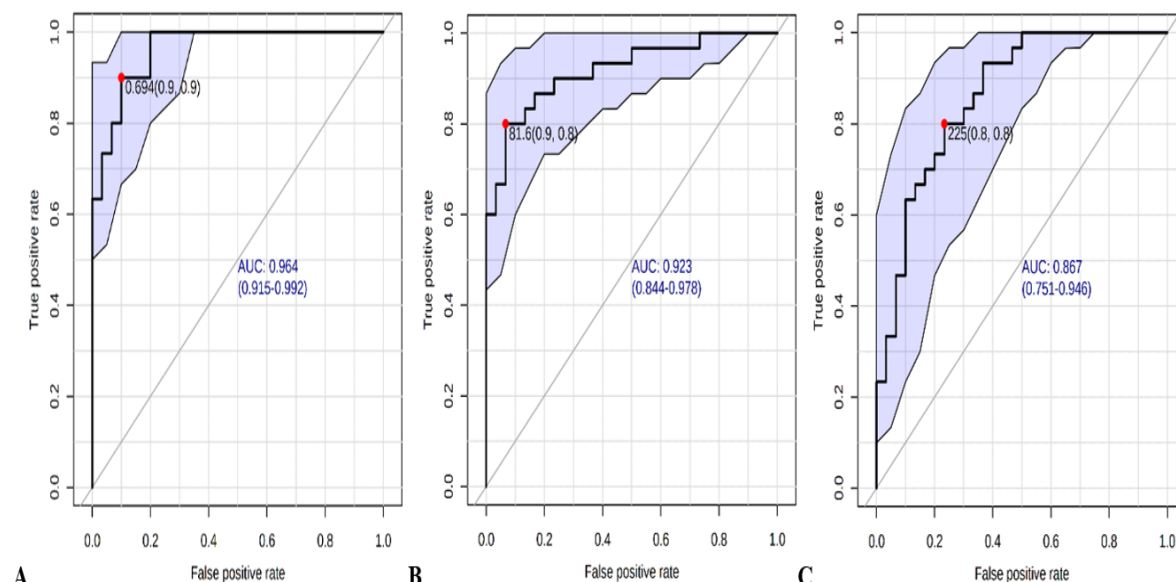 True positive rate
0.0 0.2 0.4 0.6 0.8 1.0
0.694(0.9, 0.9)
AUC: 0.964
(0.915-0.992)
0.0 0.2 0.4 0.6 0.8 1.0
False positive rate
A
True positive rate
0.0 0.2 0.4 0.6 0.8 1.0
81.6(0.9, 0.8)
AUC: 0.923
(0.844-0.978)
0.0 0.2 0.4 0.6 0.8 1.0
False positive rate
B
True positive rate
0.0 0.2 0.4 0.6 0.8 1.0
225(0.8, 0.8)
AUC: 0.867
(0.751-0.946)
0.0 0.2 0.4 0.6 0.8 1.0
False positive rate
C